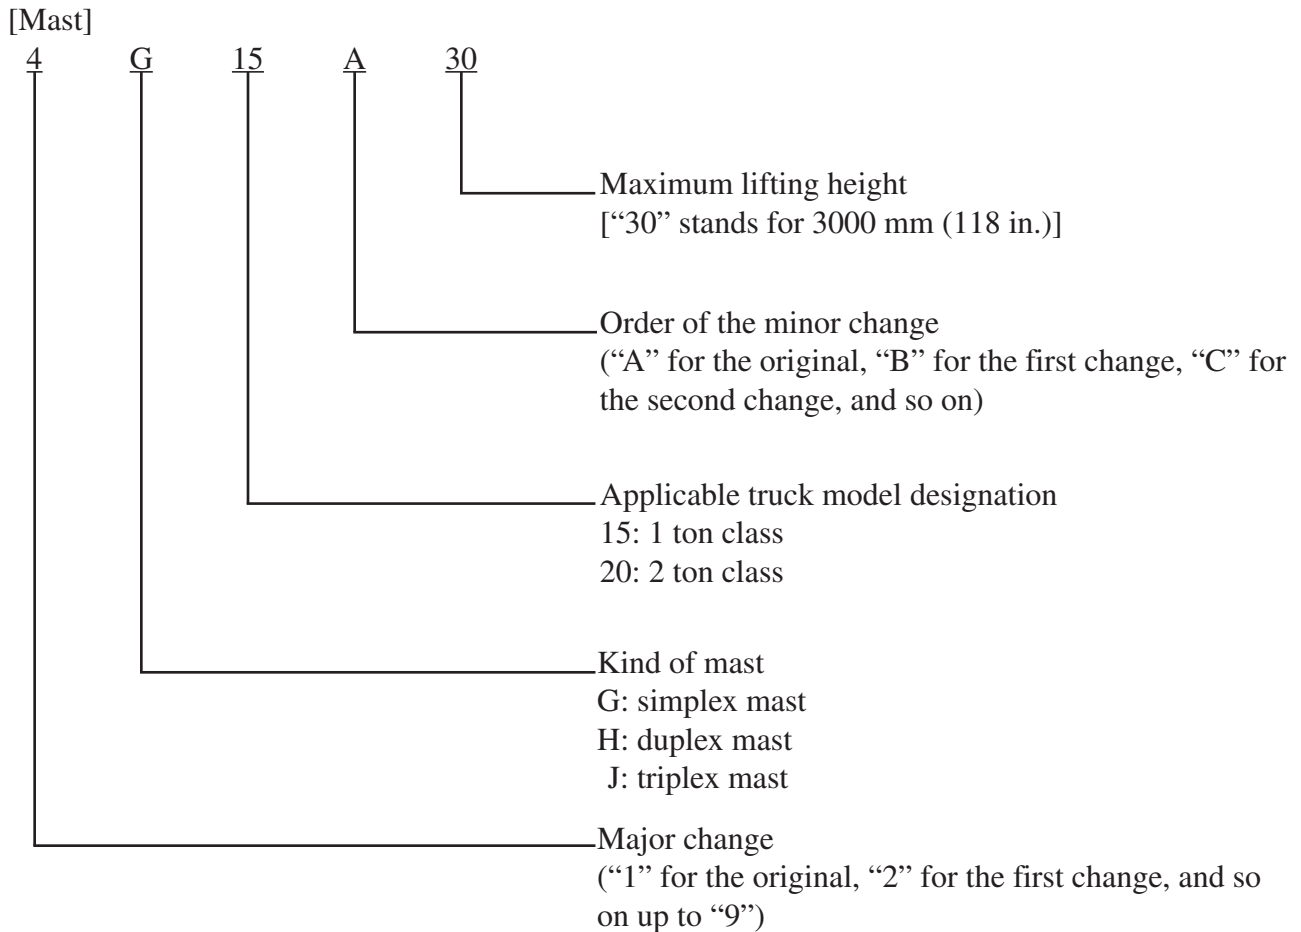 [Mast]
4 G 15 A 30
Maximum lifting height
[“30” stands for 3000 mm (118 in.)]
Order of the minor change
(“A” for the original, “B” for the first change, “C” for
the second change, and so on)
Applicable truck model designation
15: 1 ton class
20: 2 ton class
Kind of mast
G: simplex mast
H: duplex mast
J: triplex mast
Major change
(“1” for the original, “2” for the first change, and so
on up to “9”)